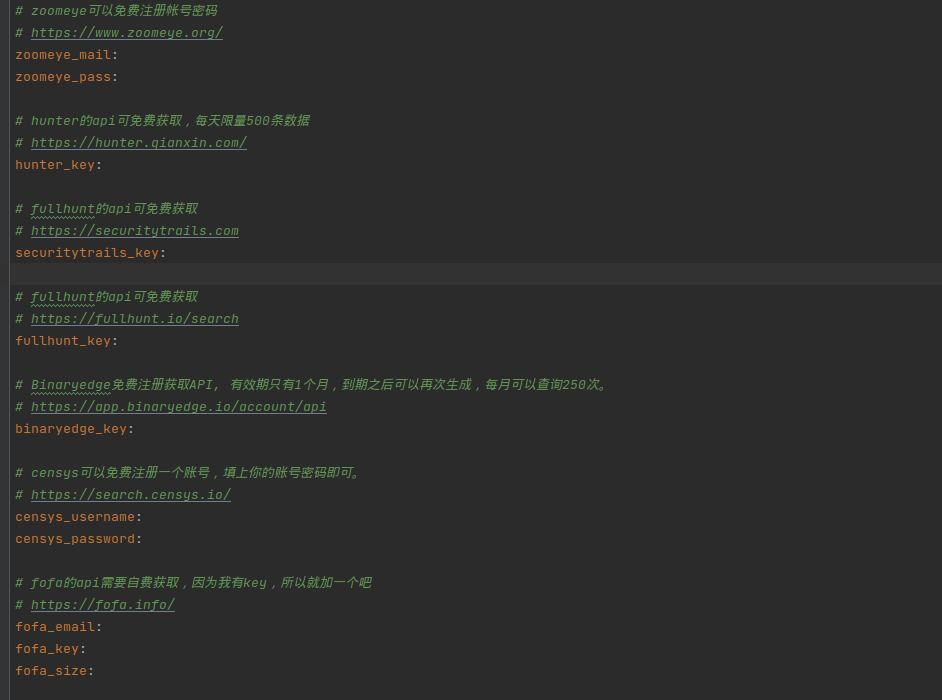 # zoomeye可以免费注册帐号密码
# https://www.zoomeye.org/
zoomeye_mail:
zoomeye_pass:
# hunter的api可免费获取，每天限量500条数据
# https://hunter.qianxin.com/
hunter_key:
# fullhunt的api可免费获取
# https://securitytrails.com
securitytrails_key:
# fullhunt的api可免费获取
# https://fullhunt.io/search
fullhunt_key:
# Binaryedge免费注册获取API, 有效期只有1个月，到期之后可以再次生成，每月可以查询250次。
# https://app.binaryedge.io/account/api
binaryedge_key:
# censys可以免费注册一个账号，填上你的账号密码即可。
# https://search.censys.io/
censys_username:
censys_password:
# fofa的api需要自费获取，因为我有key，所以就加一个吧
# https://fofa.info/
fofa_email:
fofa_key:
fofa_size: